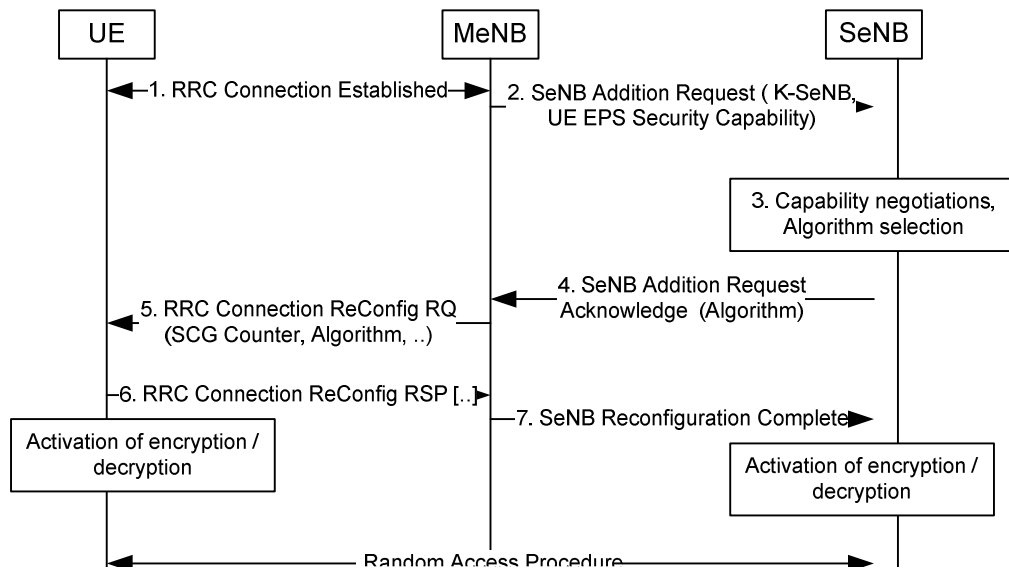 UE
MeNB
SeNB
1. RRC Connection Established
2. SeNB Addition Request ( K-SeNB,
UE EPS Security Capability)
3. Capability negotiations,
Algorithm selection
4. SeNB Addition Request
Acknowledge (Algorithm)
5. RRC Connection ReConfig RQ
(SCG Counter, Algorithm, ..)
6. RRC Connection ReConfig RSP [..]
7. SeNB Reconfiguration Complete
Activation of encryption /
decryption
Activation of encryption /
decryption
Random Access Procedure